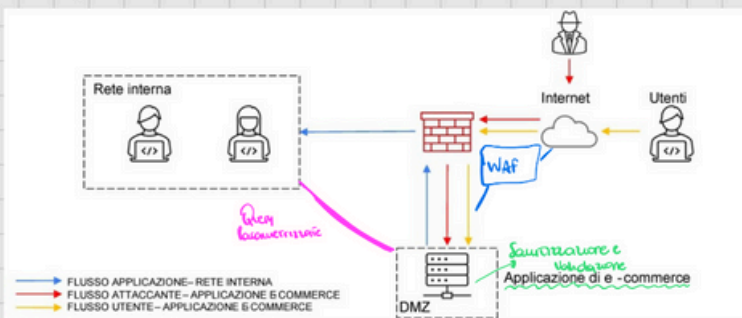 Internet
Utenti
Rete interna
WAF
Query
Parametrizzate
Sanitizzazione e
validazione
Applicazione di e -commerce
DMZ
FLUSSO APPLICAZIONE– RETE INTERNA
FLUSSO ATTACCANTE – APPLICAZIONE E COMMERCE
FLUSSO UTENTE – APPLICAZIONE E COMMERCE